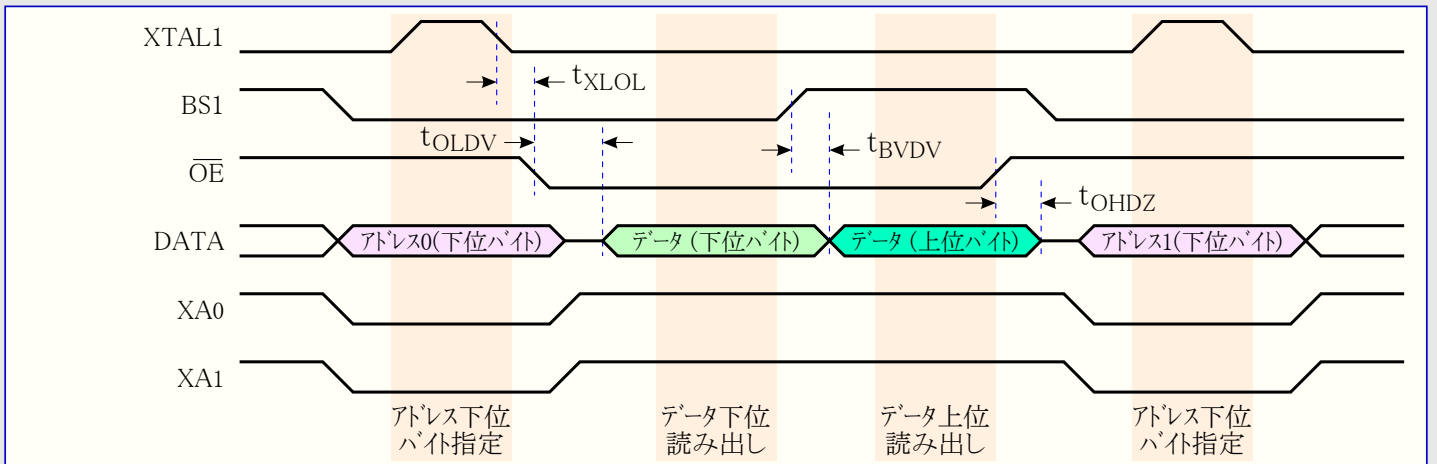 XTAL1
tXLOL
BS1
tOLDV
tBVDV
OE
tOHDZ
DATA
アドレス0(下位バイト)
データ (下位バイト)
データ (上位バイト)
アドレス1(下位バイト)
XA0
XA1
アドレス下位
バイト指定
データ下位
読み出し
データ上位
読み出し
アドレス下位
バイト指定